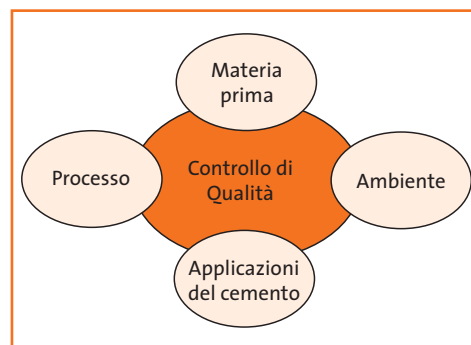 Materia
prima
Processo
Controllo di
Qualità
Ambiente
Applicazioni
del cemento